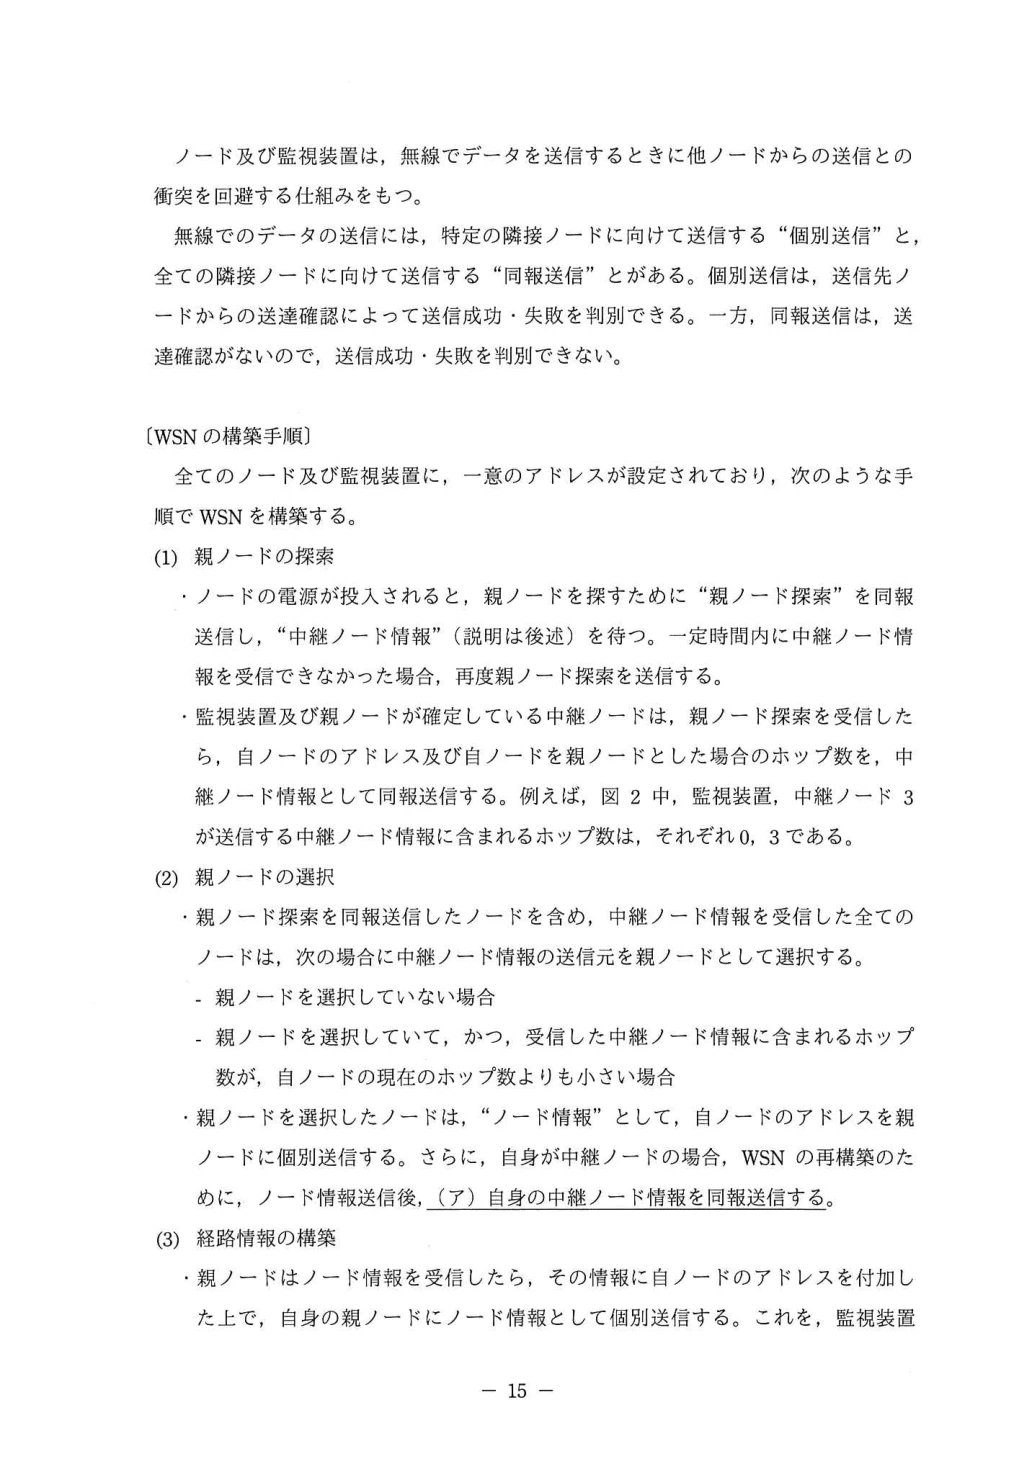 ノード及び監視装置は，無線でデータを送信するときに他ノードからの送信との
衝突を回避する仕組みをもつ。
無線でのデータの送信には，特定の隣接ノードに向けて送信する“個別送信”と，
全ての隣接ノードに向けて送信する“同報送信”とがある。個別送信は，送信先ノ
ードからの送達確認によって送信成功・失敗を判別できる。一方，同報送信は，送
達確認がないので，送信成功・失敗を判別できない。
〔WSN の構築手順〕
全てのノード及び監視装置に，一意のアドレスが設定されており，次のような手
順で WSN を構築する。
(1) 親ノードの探索
・ノードの電源が投入されると，親ノードを探すために“親ノード探索”を同報
送信し，“中継ノード情報”（説明は後述）を待つ。一定時間内に中継ノード情
報を受信できなかった場合，再度親ノード探索を送信する。
・監視装置及び親ノードが確定している中継ノードは，親ノード探索を受信した
ら，自ノードのアドレス及び自ノードを親ノードとした場合のホップ数を，中
継ノード情報として同報送信する。例えば，図 2 中，監視装置，中継ノード 3
が送信する中継ノード情報に含まれるホップ数は，それぞれ0，3 である。
(2) 親ノードの選択
・親ノード探索を同報送信したノードを含め，中継ノード情報を受信した全ての
ノードは，次の場合に中継ノード情報の送信元を親ノードとして選択する。
- 親ノードを選択していない場合
- 親ノードを選択していて，かつ，受信した中継ノード情報に含まれるホップ
数が，自ノードの現在のホップ数よりも小さい場合
・親ノードを選択したノードは，“ノード情報”として，自ノードのアドレスを親
ノードに個別送信する。さらに，自身が中継ノードの場合，WSN の再構築のた
めに，ノード情報送信後，（ア）自身の中継ノード情報を同報送信する。
(3) 経路情報の構築
・親ノードはノード情報を受信したら，その情報に自ノードのアドレスを付加し
た上で，自身の親ノードにノード情報として個別送信する。これを，監視装置
－ 15 －